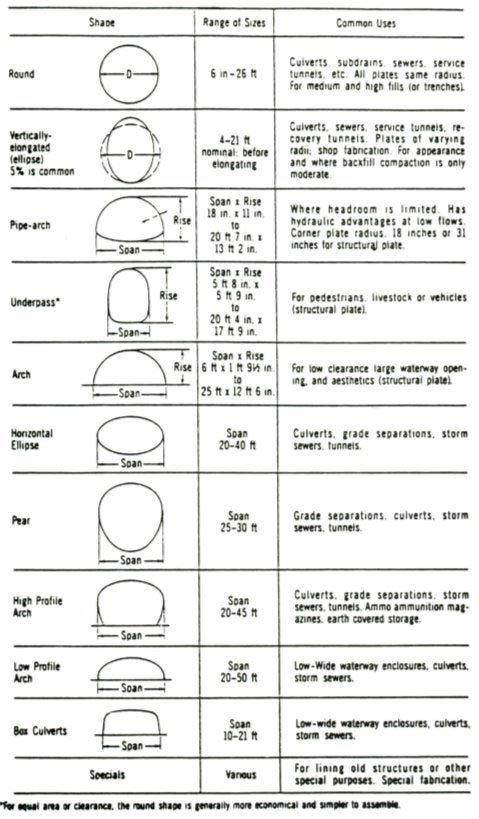 Shape Range of Sizes Common Uses
Round
D
6 in-26 ft
Culverts, subdrains, sewers, service
tunnels, etc. All plates same radius.
For medium and high fills (or trenches).
Vertically-
elongated
(ellipse)
5% is common
D
4-21 ft
nominal: before
elongating
Culverts, sewers, service tunnels, re-
covery tunnels. Plates of varying
radii; shop fabrication. For appearance
and where backfill compaction is only
moderate.
Pipe-arch
Rise
Span
Span x Rise
18 in. x 11 in.
to
20 ft 7 in. x
13 ft 2 in.
Where headroom is limited. Has
hydraulic advantages at low flows.
Corner plate radius, 18 inches or 31
inches for structural plate.
Underpass*
Rise
Span
Span x Rise
5 ft 8 in. x
5 ft 9 in.
to
20 ft 4 in. x
17 ft 9 in.
For pedestrians, livestock or vehicles
(structural plate).
Arch
Rise
Span
Span x Rise
6 ft x 1 ft 9½ in.
to
25 ft x 12 ft 6 in.
For low clearance large waterway open-
ing, and aesthetics (structural plate).
Horizontal
Ellipse
Span
Span
20-40 ft
Culverts, grade separations, storm
sewers, tunnels.
Pear
Span
Span
25-30 ft
Grade separations, culverts, storm
sewers, tunnels.
High Profile
Arch
Span
Span
20-45 ft
Culverts, grade separations, storm
sewers, tunnels. Ammo ammunition mag-
azines, earth covered storage.
Low Profile
Arch
Span
Span
20-50 ft
Low-Wide waterway enclosures, culverts,
storm sewers.
Box Culverts
Span
Span
10-21 ft
Low-wide waterway enclosures, culverts,
storm sewers.
Specials
Various
For lining old structures or other
special purposes. Special fabrication.
*For equal area or clearance, the round shape is generally more economical and simpler to assemble.